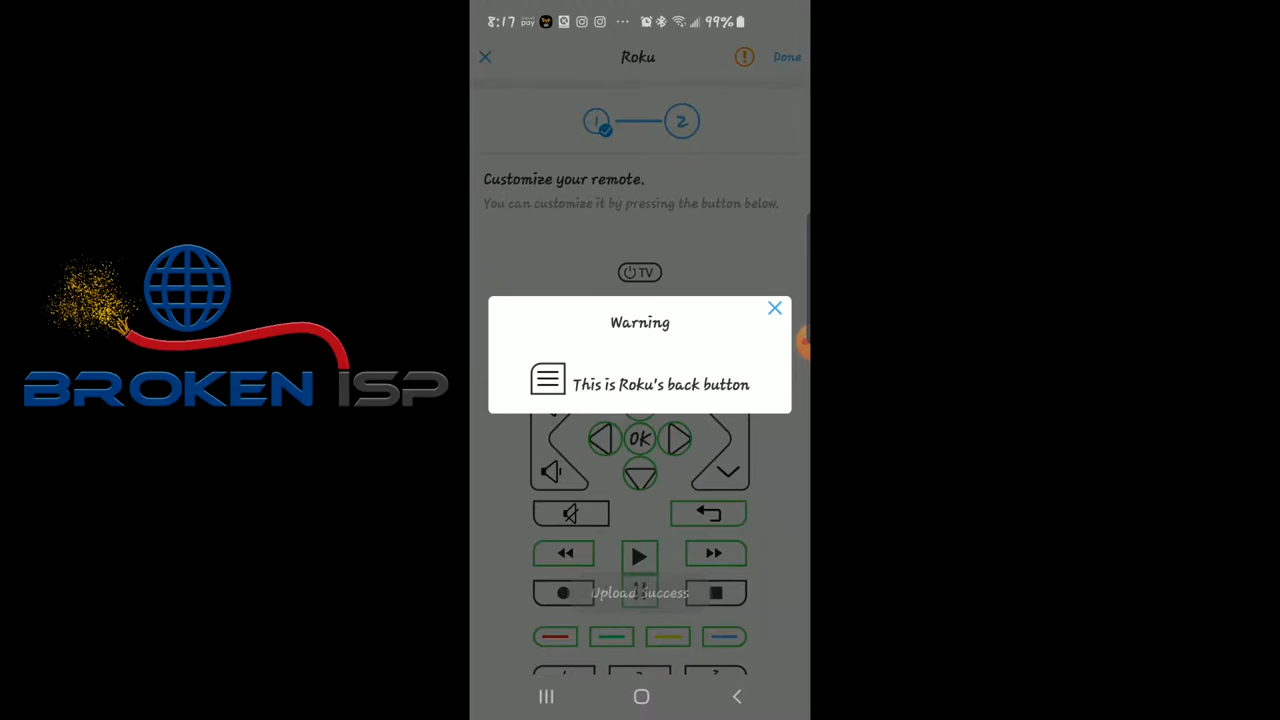 8:17
pay
99%
Roku
Done
1
2
Customize your remote.
You can customize it by pressing the button below.
TV
Warning
This is Roku's back button
OK
Upload Success
BROKEN ISP